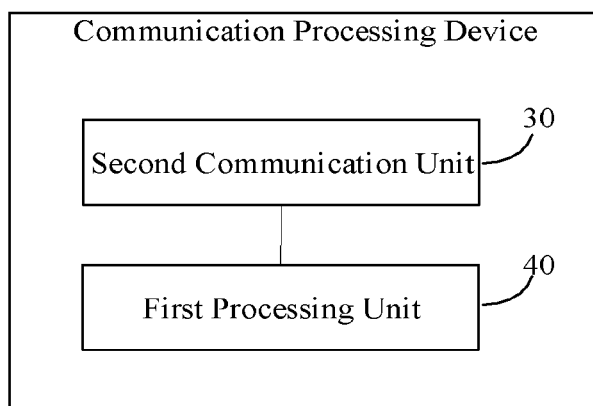 Communication Processing Device
30
Second Communication Unit
40
First Processing Unit